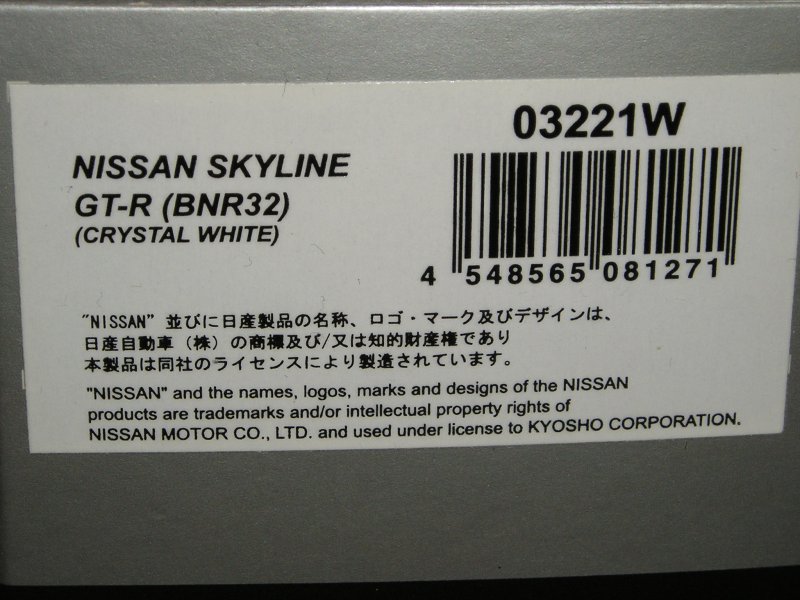 03221W
NISSAN SKYLINE
GT-R (BNR32)
(CRYSTAL WHITE)
4 548565 081271
"NISSAN" 並びに日産製品の名称、ロゴ・マーク及びデザインは、
日産自動車（株）の商標及び/又は知的財産権であり
本製品は同社のライセンスにより製造されています。
"NISSAN" and the names, logos, marks and designs of the NISSAN
products are trademarks and/or intellectual property rights of
NISSAN MOTOR CO., LTD. and used under license to KYOSHO CORPORATION.